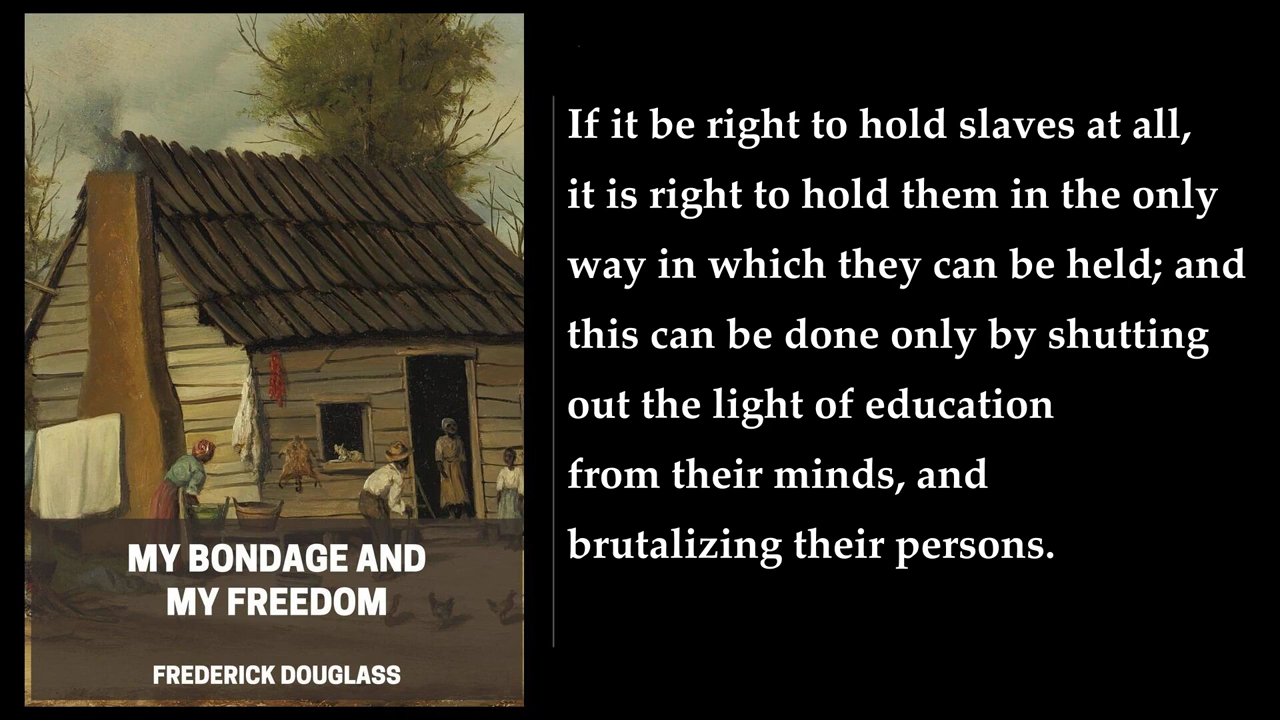 MY BONDAGE AND
MY FREEDOM
FREDERICK DOUGLASS
If it be right to hold slaves at all,
it is right to hold them in the only
way in which they can be held; and
this can be done only by shutting
out the light of education
from their minds, and
brutalizing their persons.